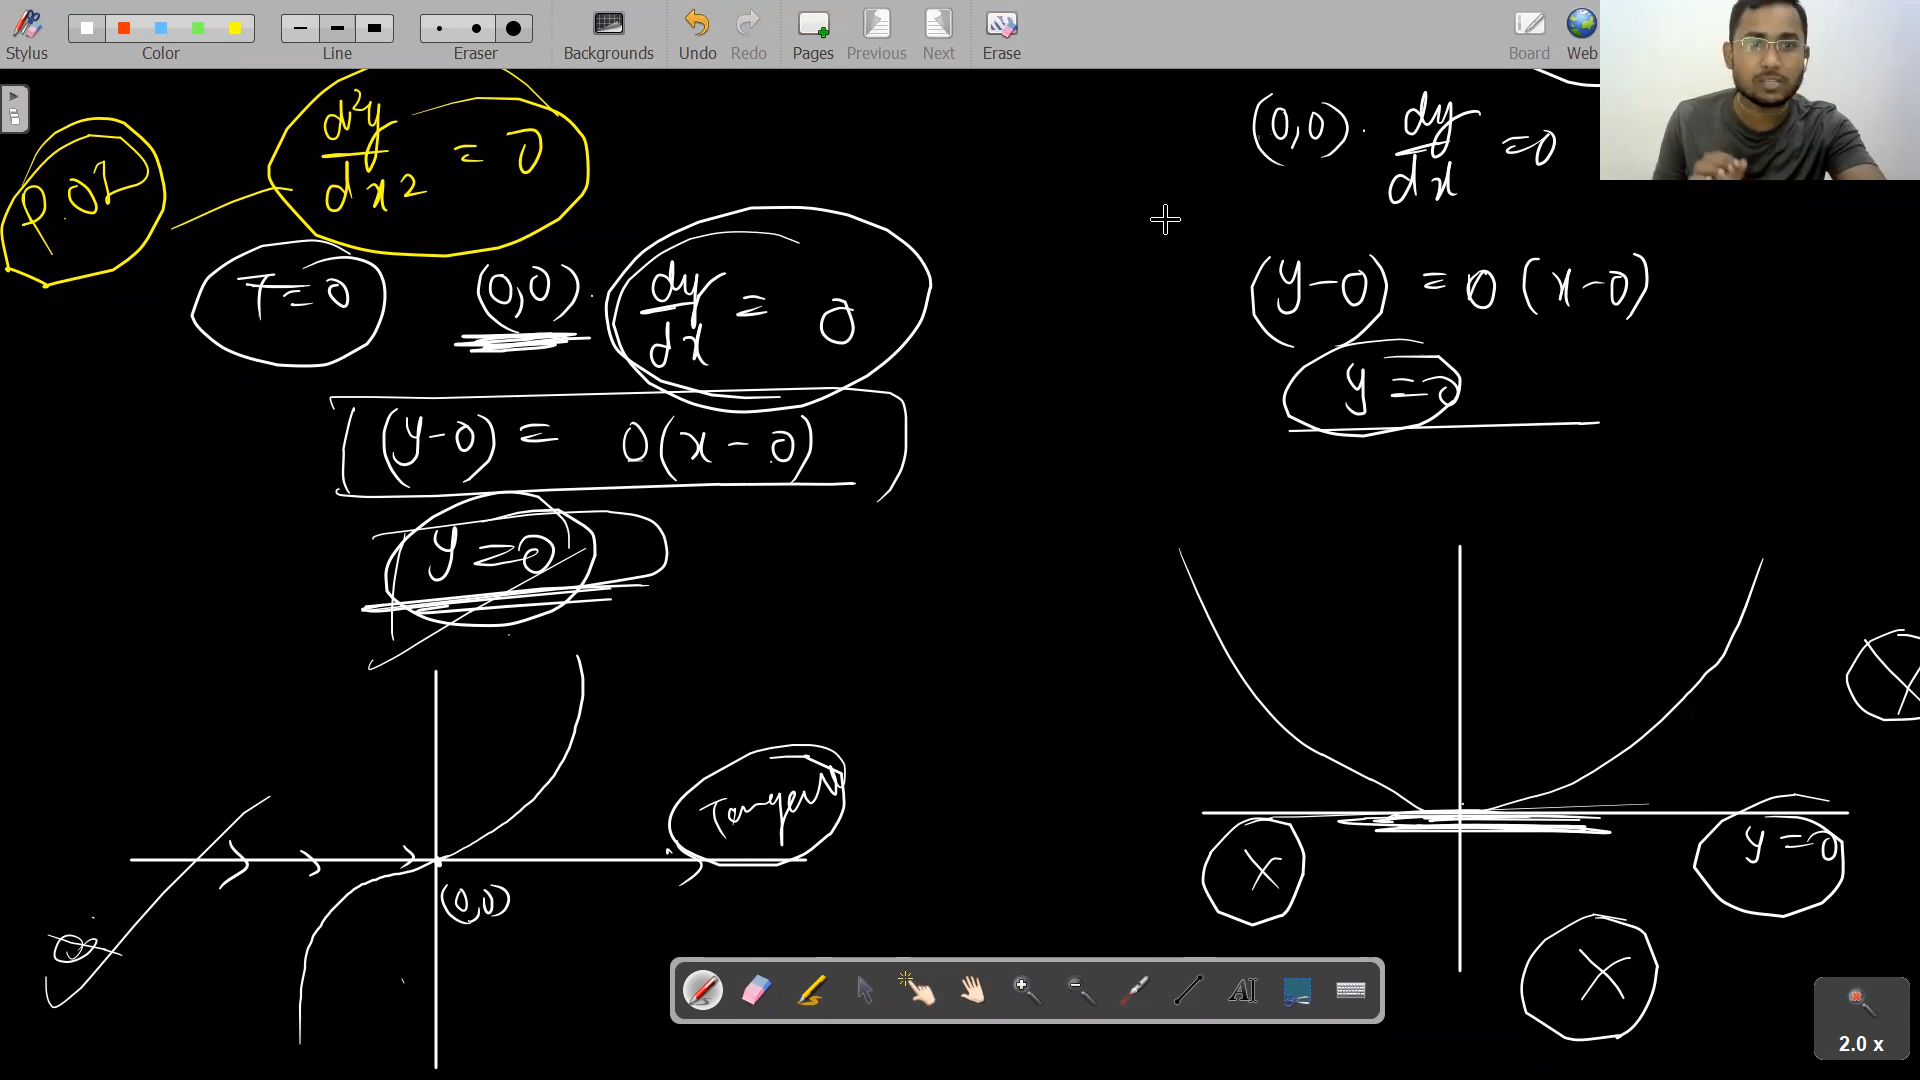 Stylus Color Line Eraser Backgrounds Undo Redo Pages Previous Next Erase Board Web
P.OI
d²y/dx² = 0
T=0 (0,0). dy/dx = 0
(y-0) = 0(x-0)
y=0
(0,0)
Tangent
(0,0). dy/dx =0
(y-0) = 0(x-0)
y=0
y=0
X
X
X
AI
2.0 x